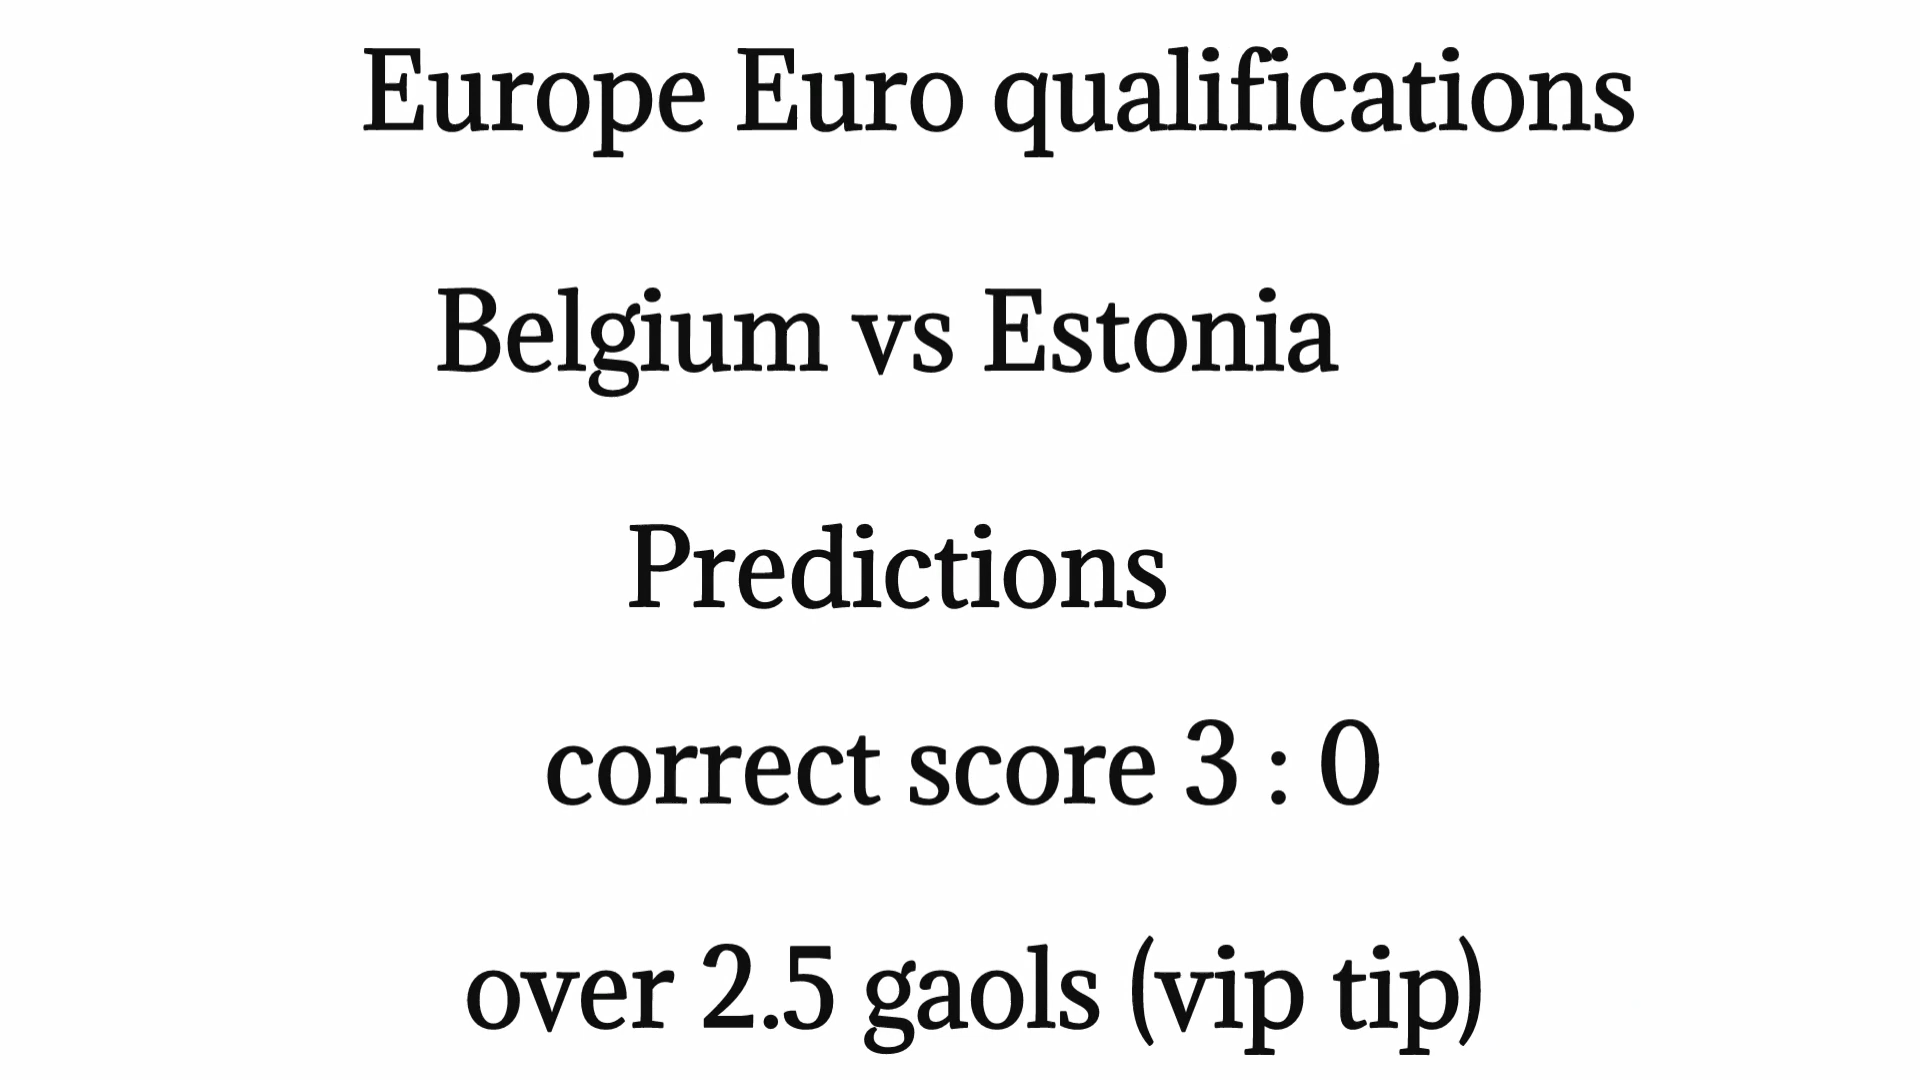 Europe Euro qualifications
Belgium vs Estonia
Predictions
correct score 3 : 0
over 2.5 gaols (vip tip)